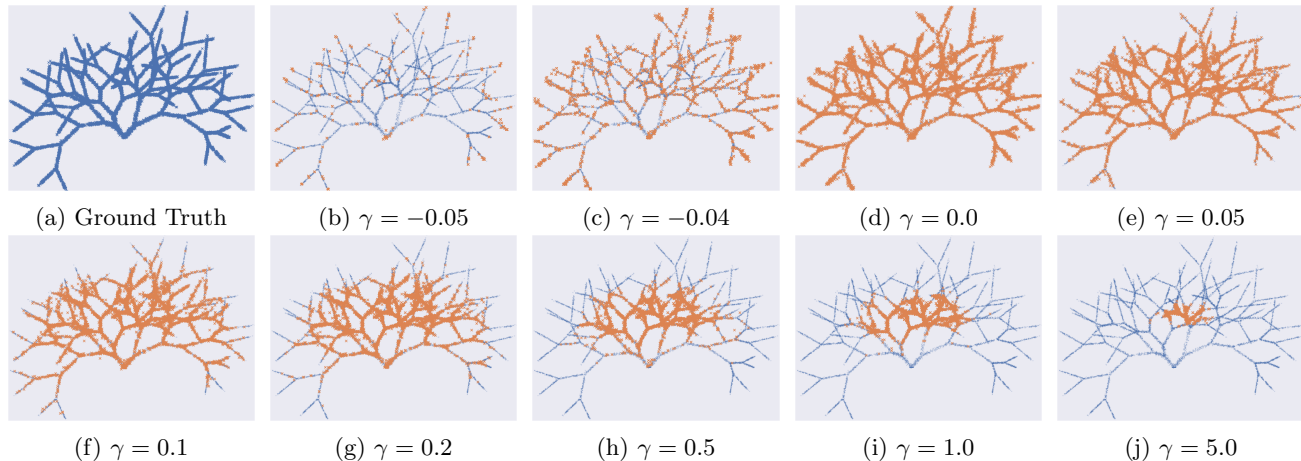 (a) Ground Truth
(b) γ = −0.05
(c) γ = −0.04
(d) γ = 0.0
(e) γ = 0.05
(f) γ = 0.1
(g) γ = 0.2
(h) γ = 0.5
(i) γ = 1.0
(j) γ = 5.0